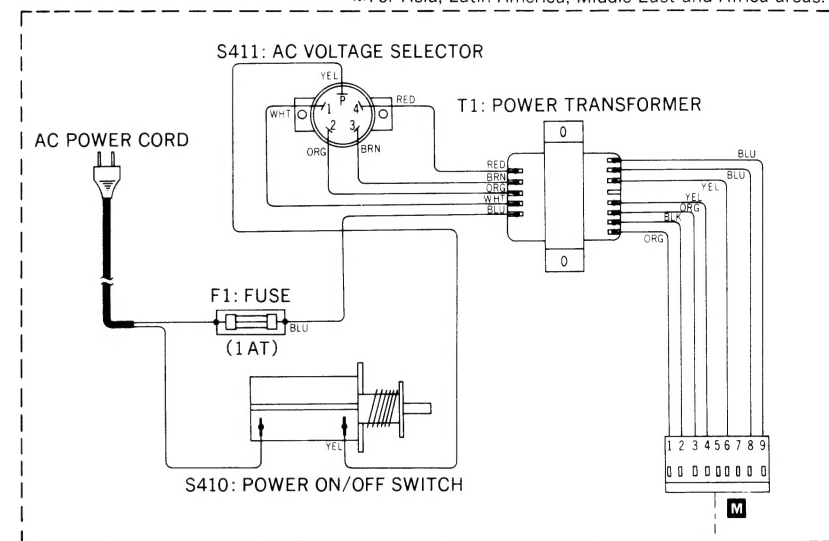 For Asia, Latin America, Middle East and Africa areas.
S411: AC VOLTAGE SELECTOR
YEL
P
WHT
1
4
RED
2
3
ORG
BRN
T1: POWER TRANSFORMER
0
AC POWER CORD
RED
BRN
ORG
WHT
BLU
BLU
BLU
YEL
YEL
ORG
BLK
ORG
0
F1: FUSE
BLU
(1AT)
YEL
S410: POWER ON/OFF SWITCH
1 2 3 4 5 6 7 8 9
M